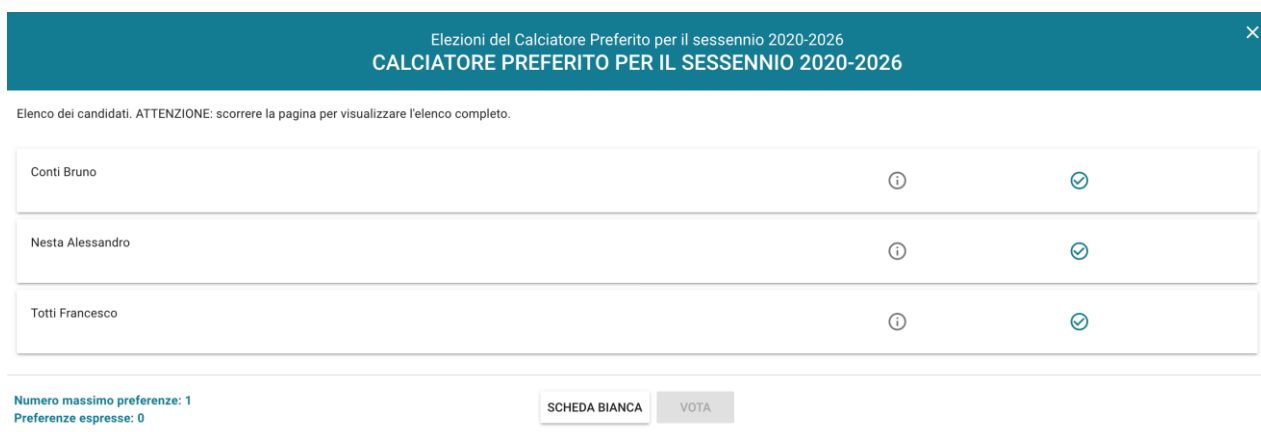 Elezioni del Calciatore Preferito per il sessennio 2020-2026
CALCIATORE PREFERITO PER IL SESSENNIO 2020-2026
Elenco dei candidati. ATTENZIONE: scorrere la pagina per visualizzare l'elenco completo.
Conti Bruno
Nesta Alessandro
Totti Francesco
Numero massimo preferenze: 1
Preferenze espresse: 0
SCHEDA BIANCA
VOTA